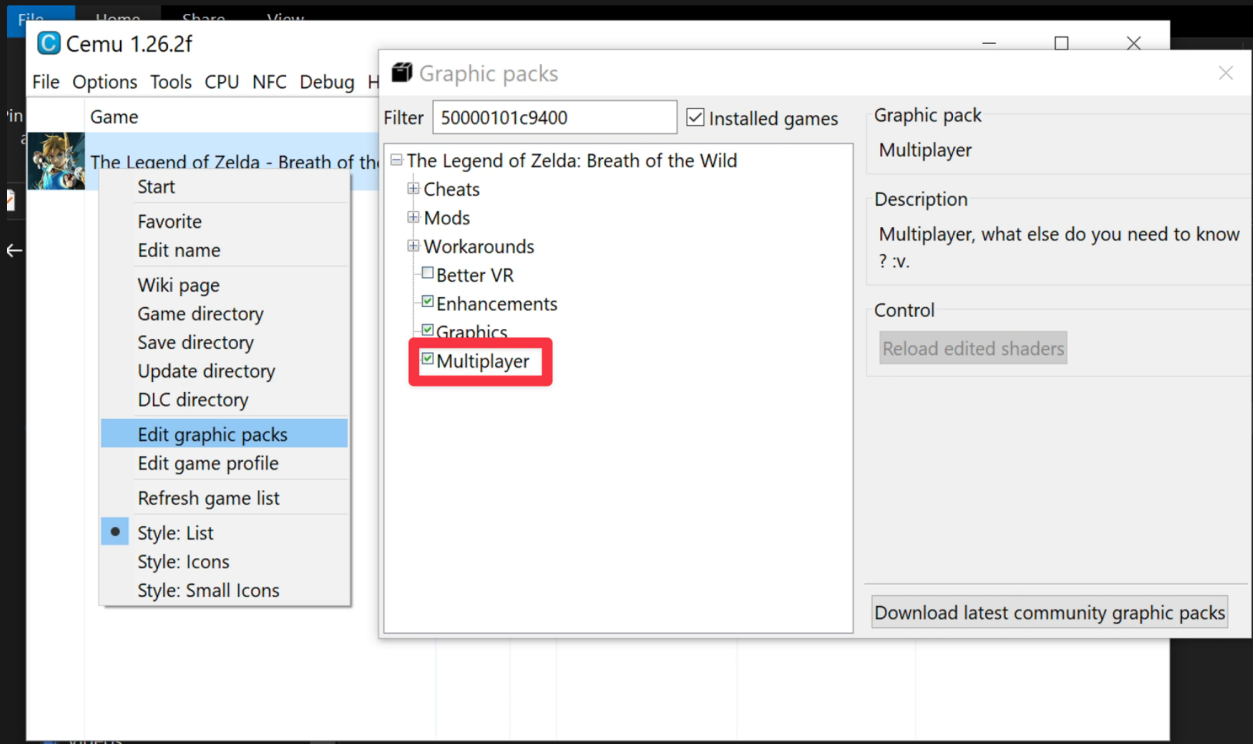 File
Home
Share
View
Cemu 1.26.2f
File Options Tools CPU NFC Debug H
Game
The Legend of Zelda - Breath of the
Start
Favorite
Edit name
Wiki page
Game directory
Save directory
Update directory
DLC directory
Edit graphic packs
Edit game profile
Refresh game list
Style: List
Style: Icons
Style: Small Icons
Graphic packs
Filter 50000101c9400 Installed games
The Legend of Zelda: Breath of the Wild
Cheats
Mods
Workarounds
Better VR
Enhancements
Graphics
Multiplayer
Graphic pack
Multiplayer
Description
Multiplayer, what else do you need to know
? :v.
Control
Reload edited shaders
Download latest community graphic packs